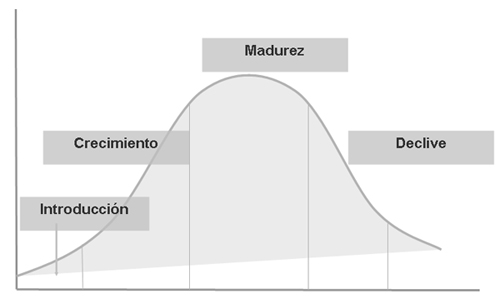 Madurez
Crecimiento
Declive
Introducción